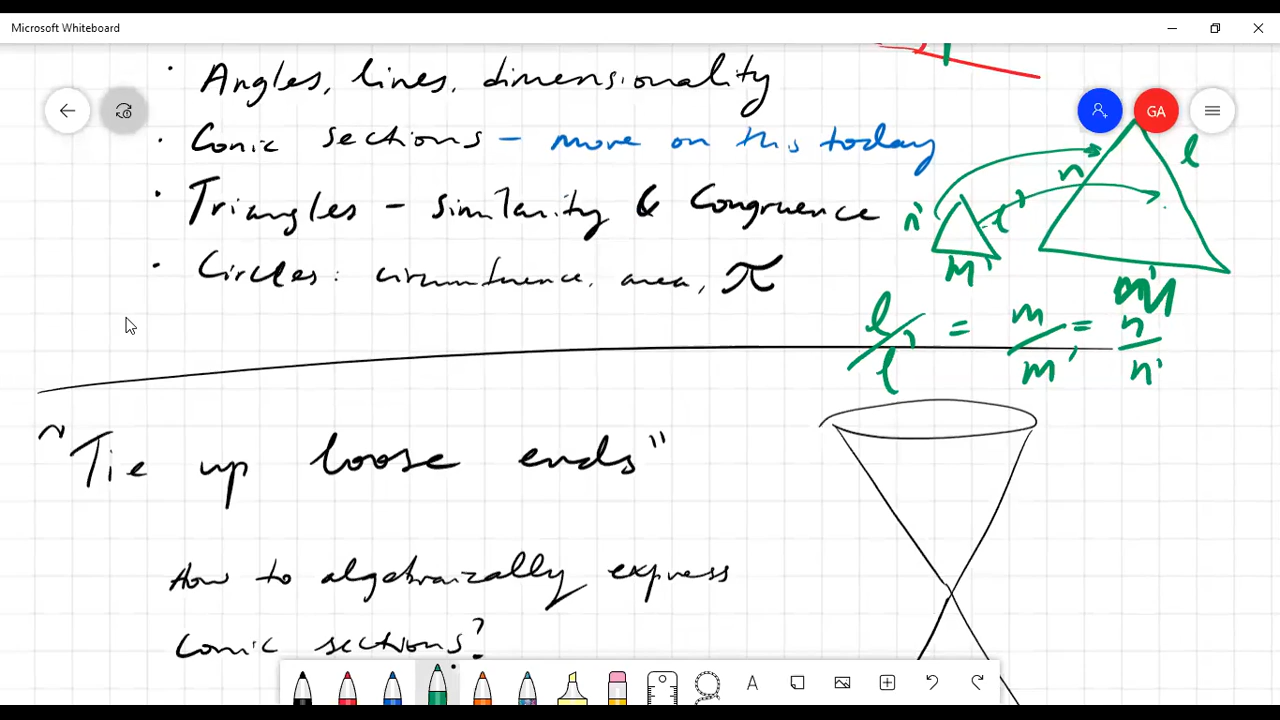 Microsoft Whiteboard
· Angles, lines, dimensionality
· Conic sections – more on this today
· Triangles – similarity & Congruence
· Circles: circumference, area, π
GA
n l
n' l'
m'
l/l' = m/m' = n/n'
"Tie up loose ends"
How to algebraically express
Conic sections?
A